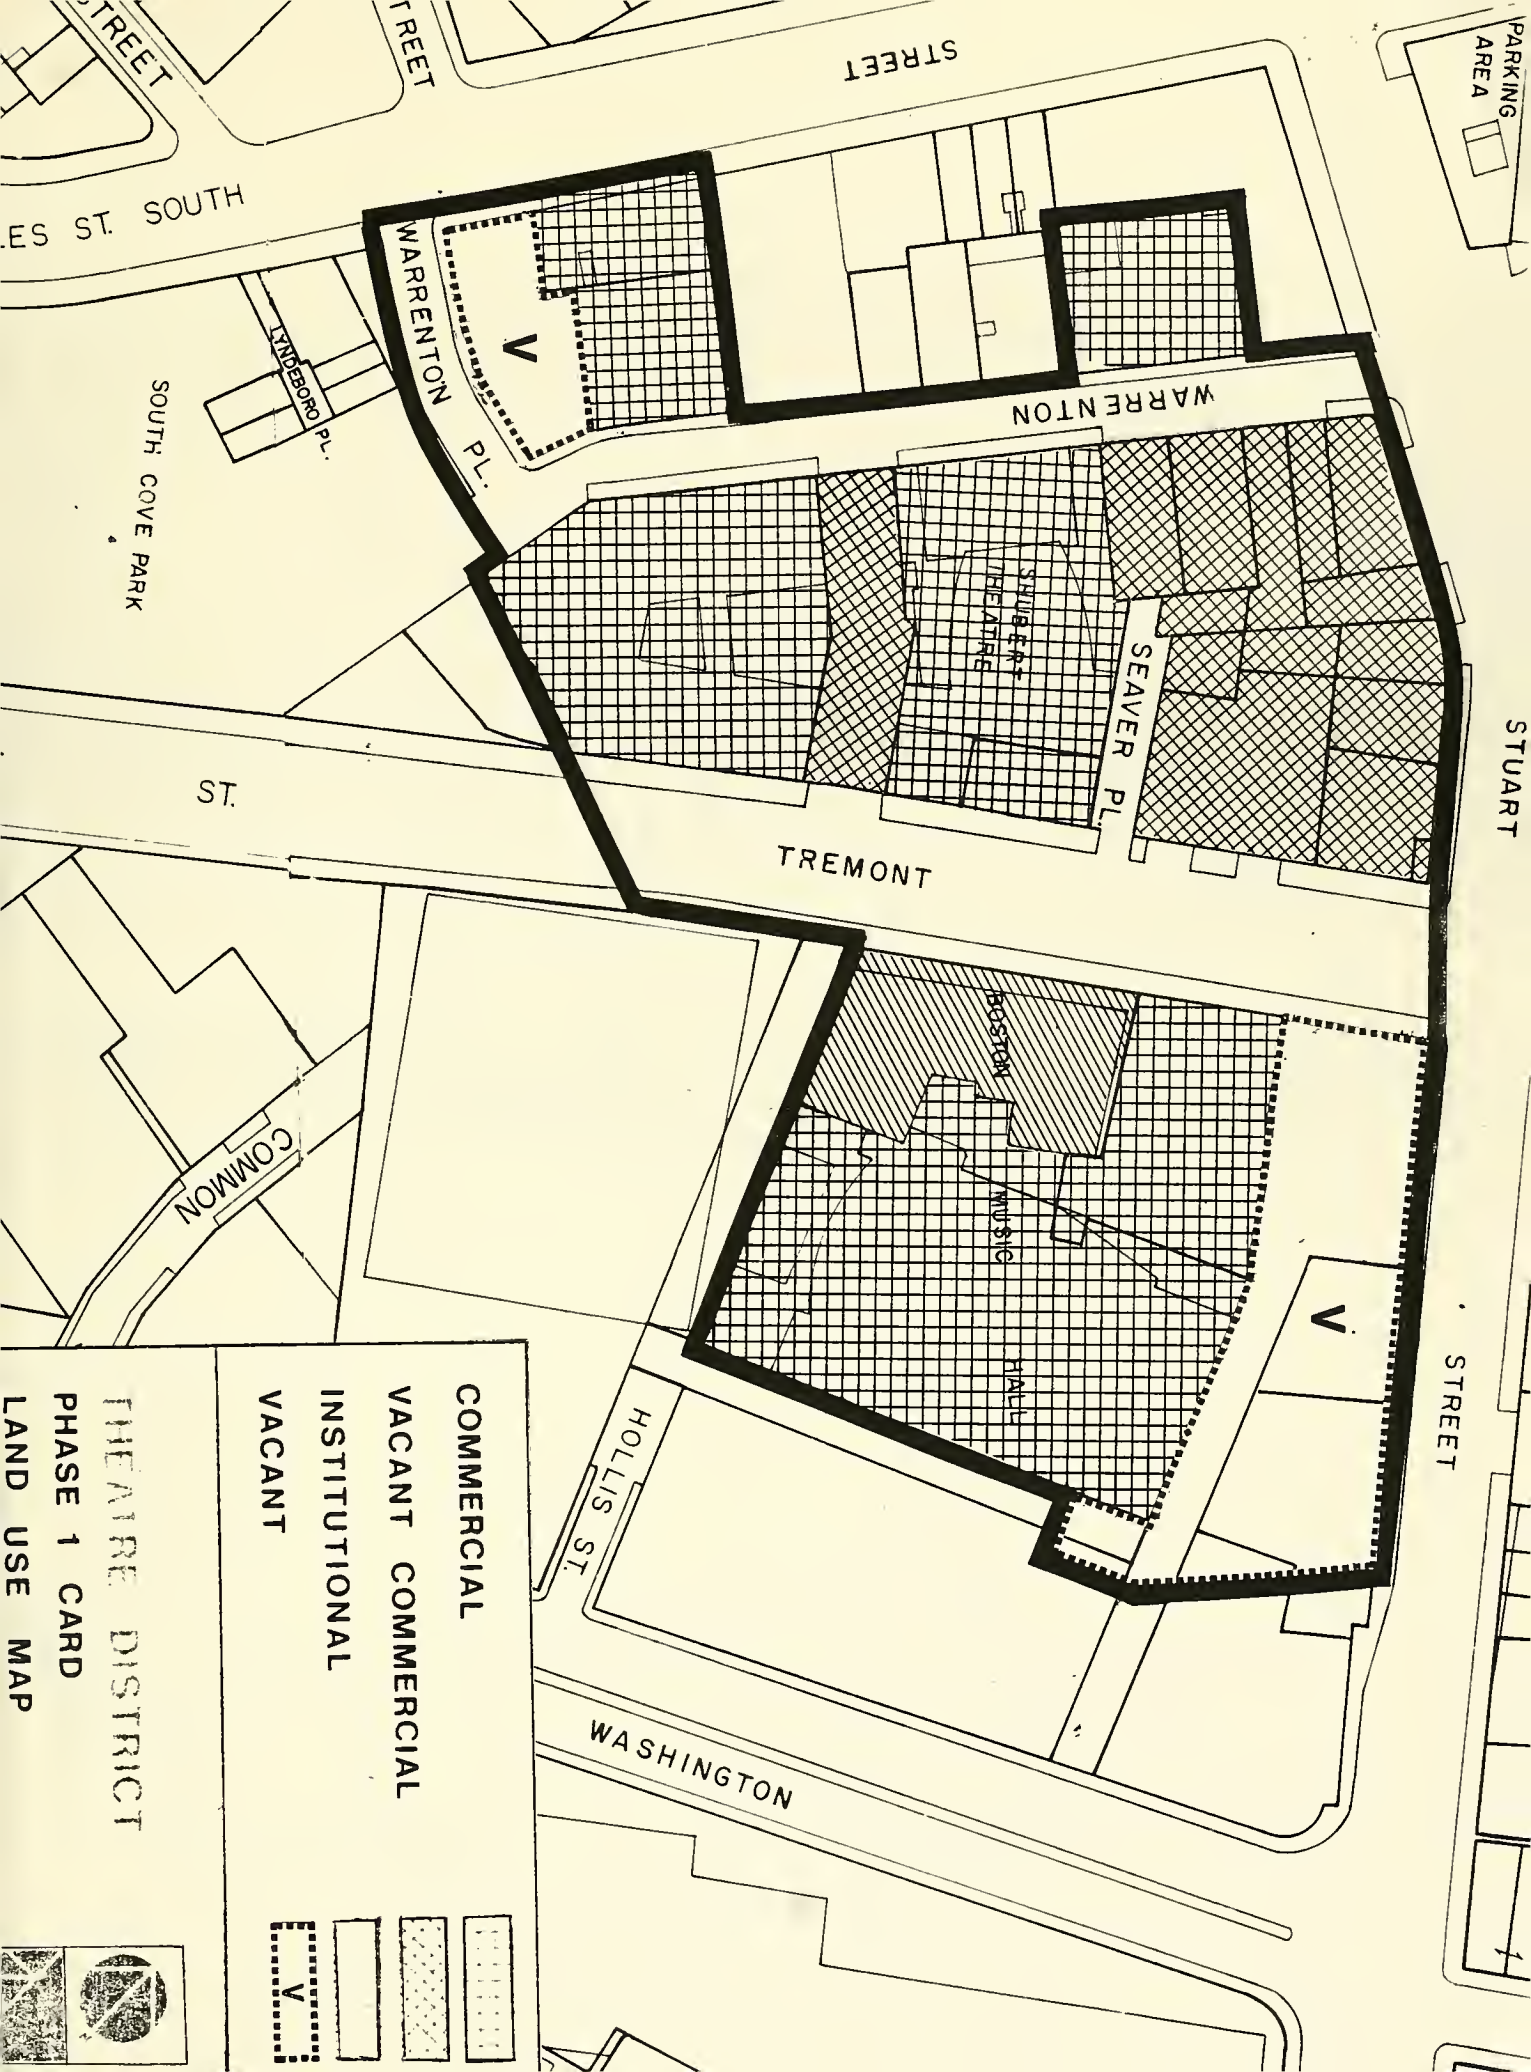 PARKING
AREA
STREET
STREET
TREET
LES ST. SOUTH
WARRENTON
PL.
V
LYNDEBORO PL.
SOUTH COVE PARK
WARRENTON
SHUBERT
THEATRE
SEAVER PL.
STUART
STREET
TREMONT
ST.
BOSTON
MUSIC
HALL
V
COMMON
HOLLIS ST.
WASHINGTON
COMMERCIAL
VACANT COMMERCIAL
INSTITUTIONAL
VACANT
V
THEATRE DISTRICT
PHASE 1 CARD
LAND USE MAP